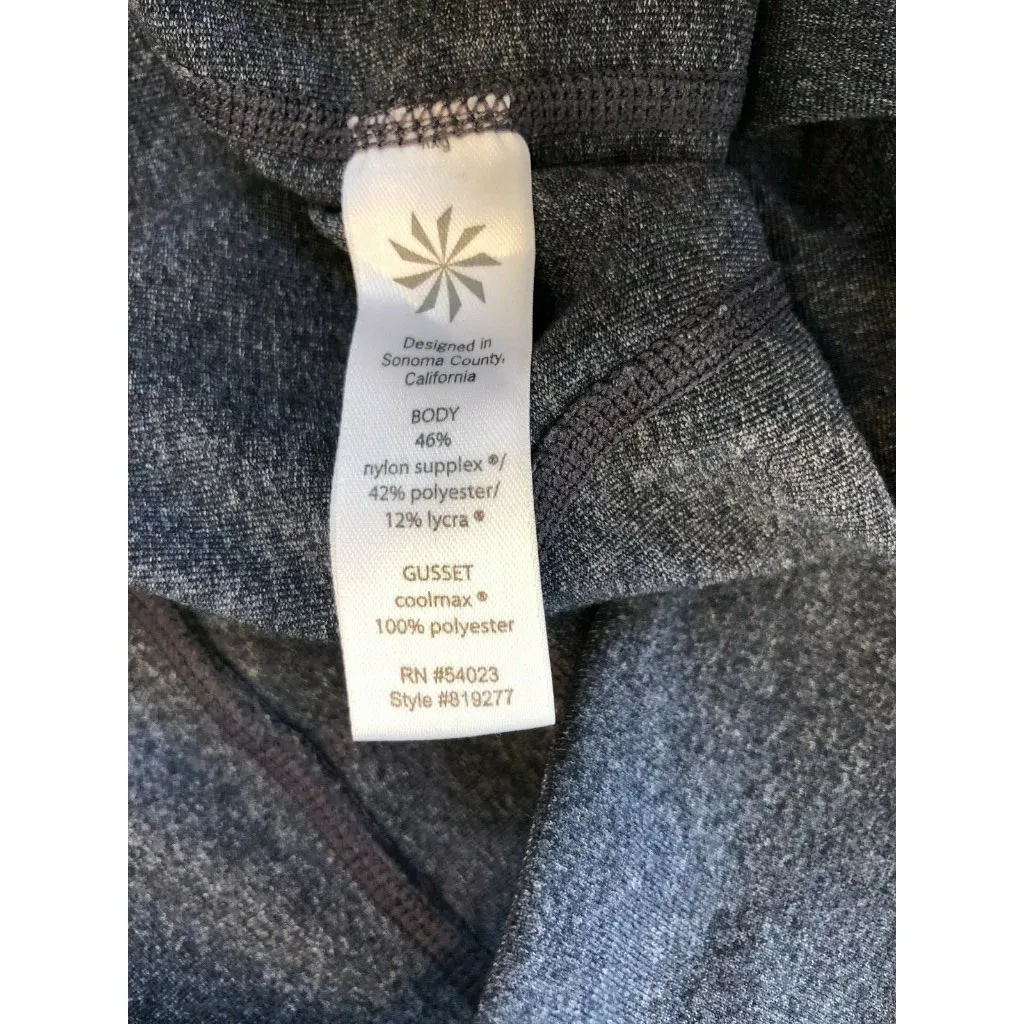 Designed in
Sonoma County,
California
BODY
46%
nylon supplex ®/
42% polyester/
12% lycra ®
GUSSET
coolmax ®
100% polyester
RN #54023
Style #819277